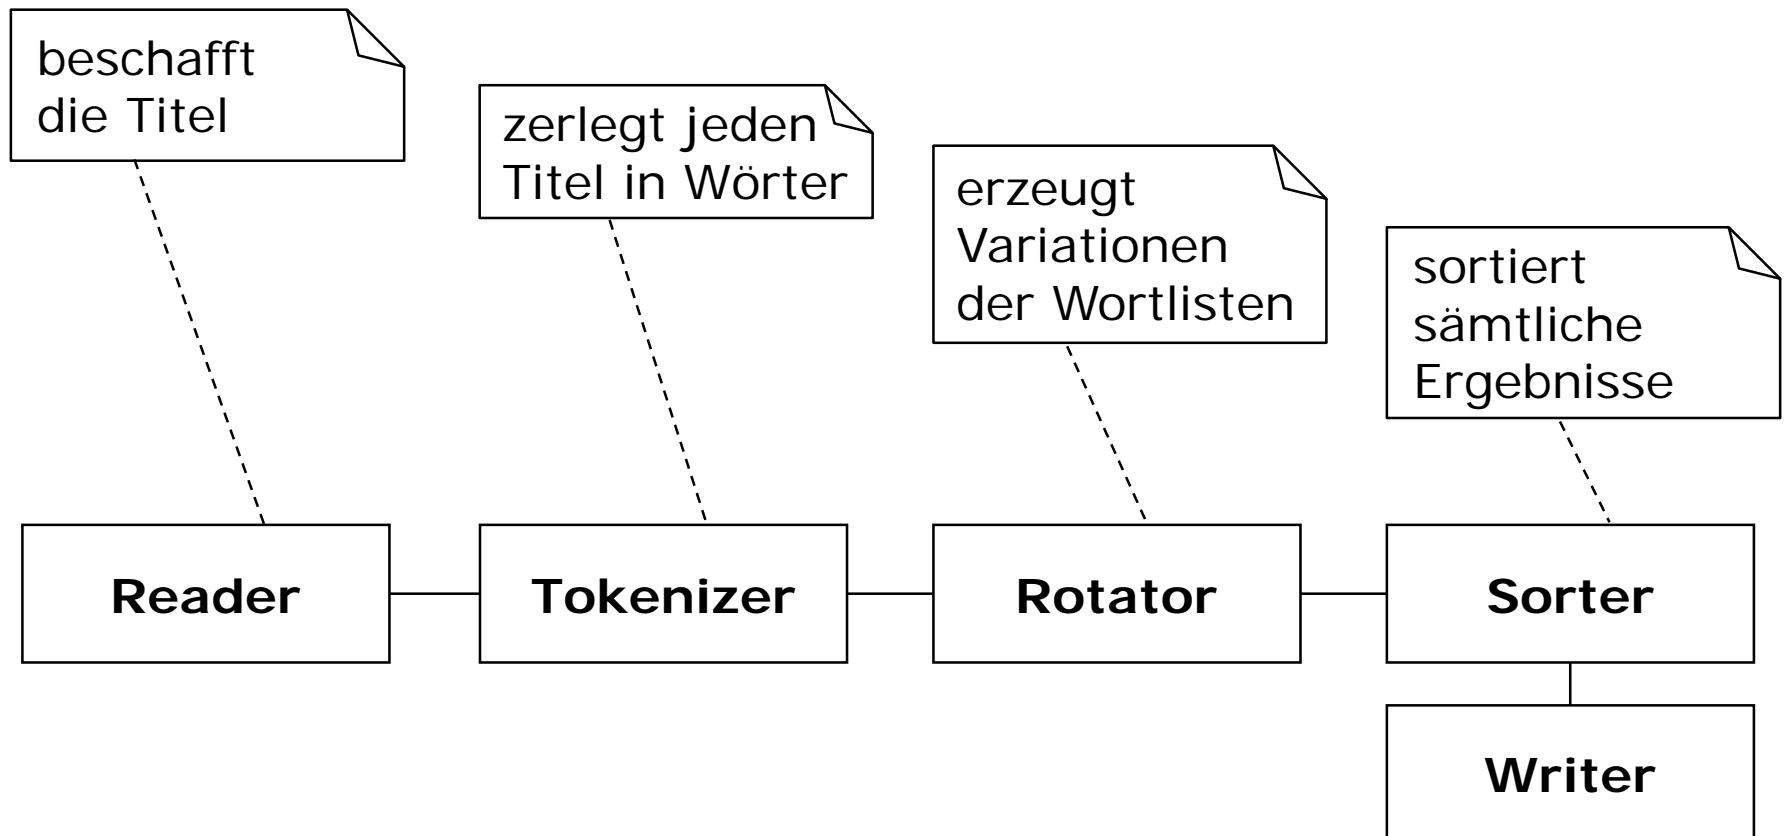 beschafft
die Titel
zerlegt jeden
Titel in Wörter
erzeugt
Variationen
der Wortlisten
sortiert
sämtliche
Ergebnisse
Reader
Tokenizer
Rotator
Sorter
Writer